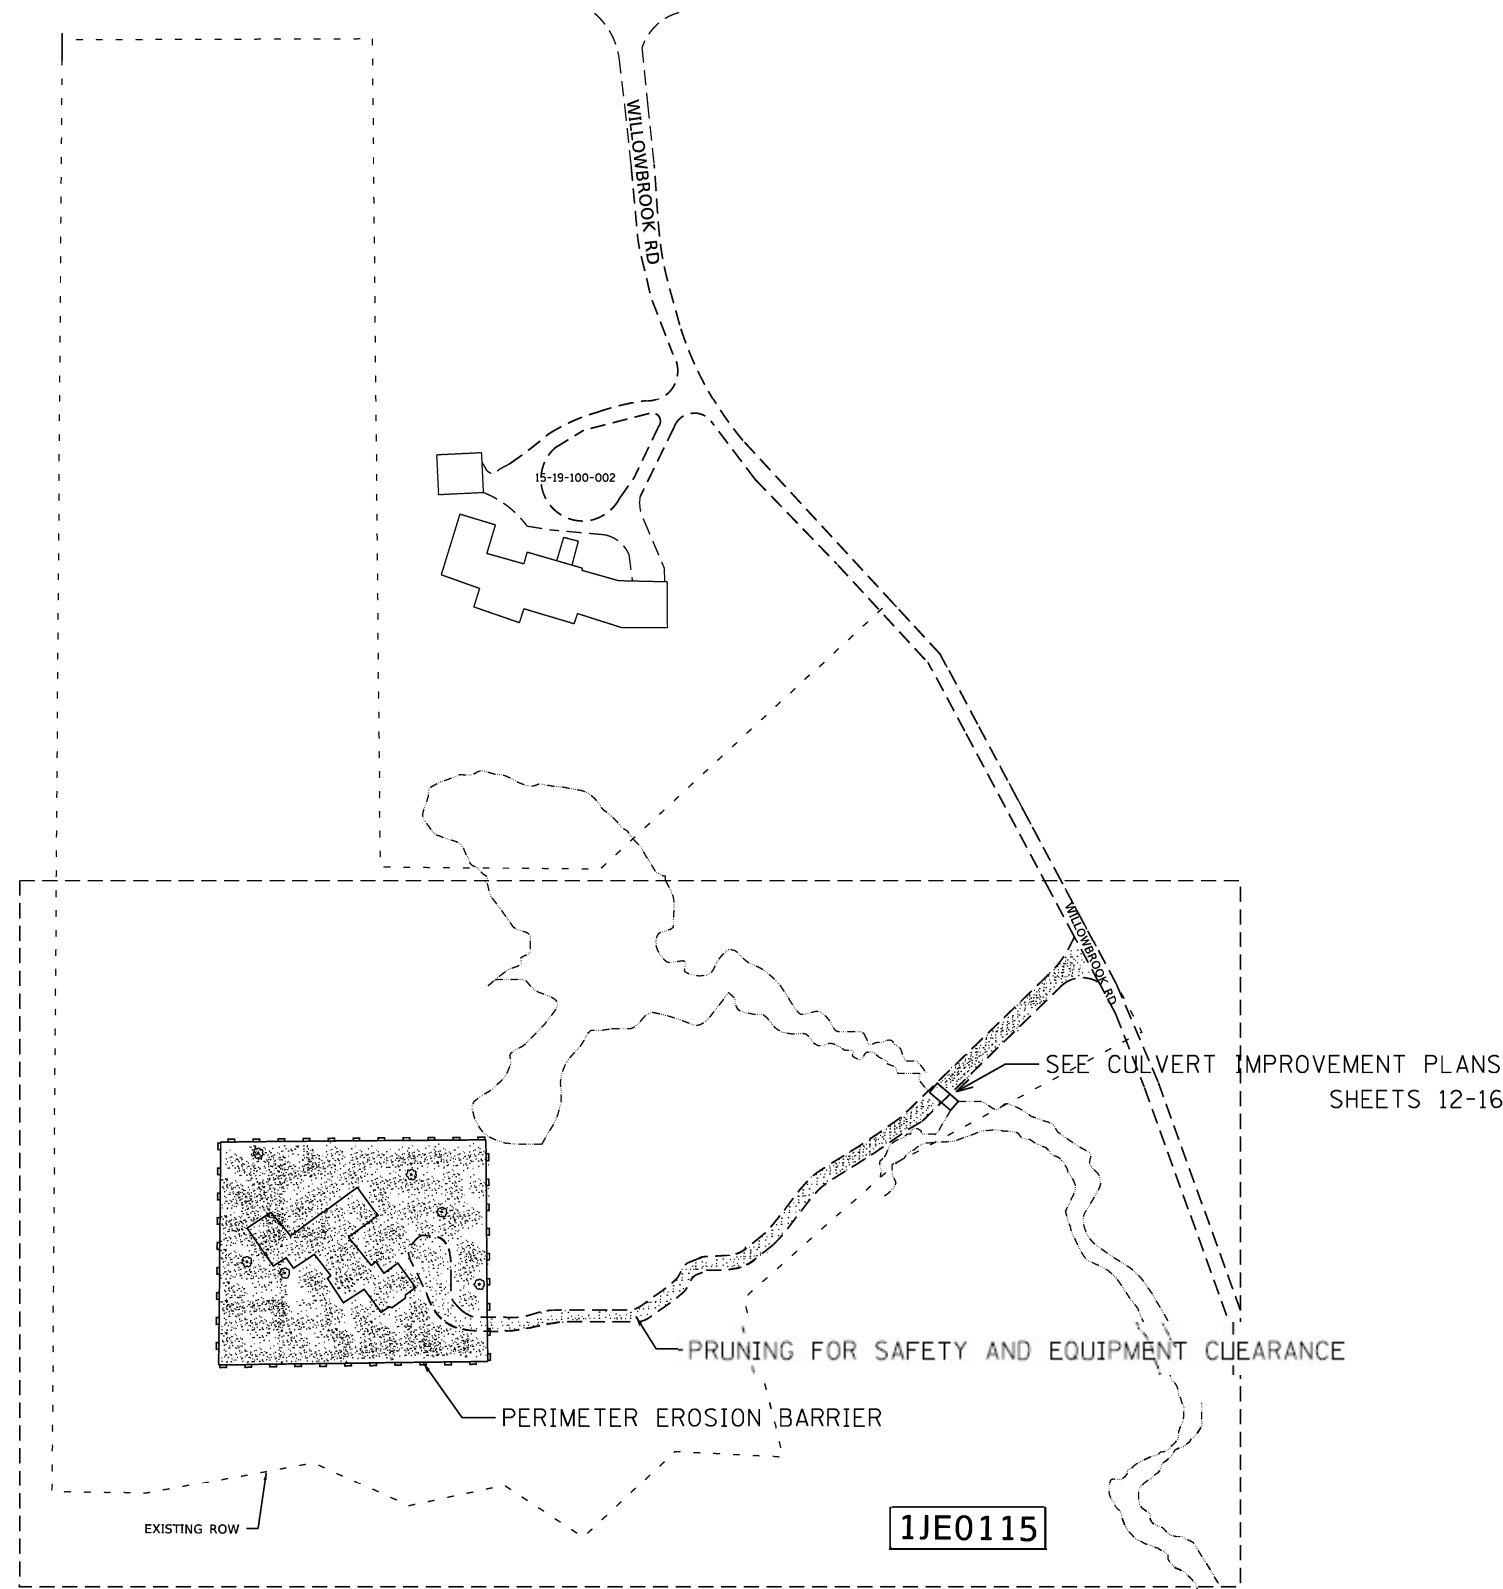 WILLOWBROOK RD
15-19-100-002
WILLOWBROOK RD
SEE CULVERT IMPROVEMENT PLANS
SHEETS 12-16
PRUNING FOR SAFETY AND EQUIPMENT CLEARANCE
PERIMETER EROSION BARRIER
EXISTING ROW
1JE0115